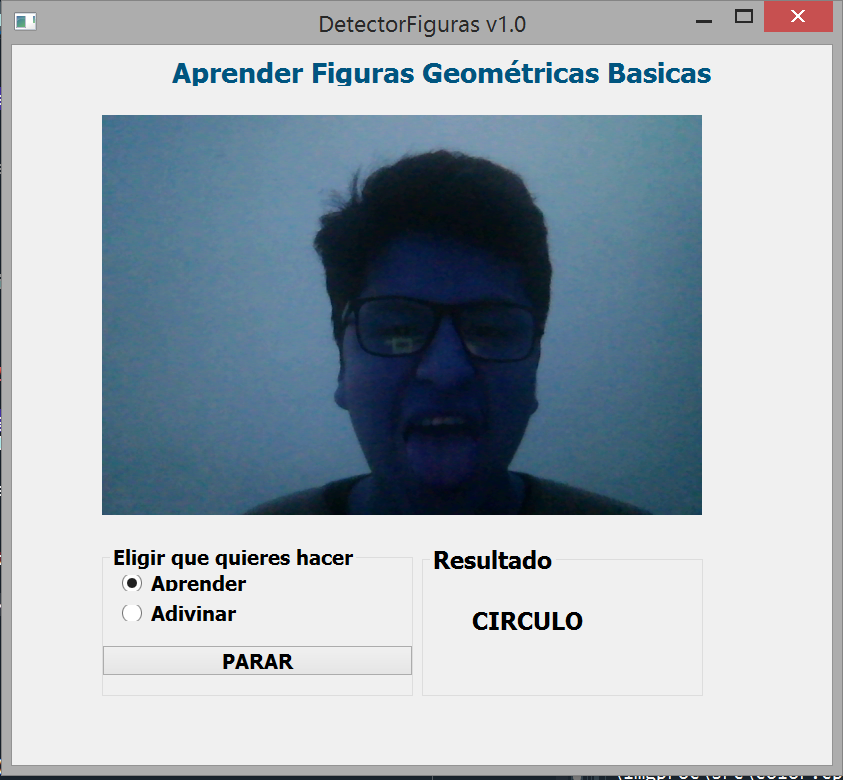 DetectorFiguras v1.0
Aprender Figuras Geométricas Basicas
Eligir que quieres hacer
Aprender
Adivinar
PARAR
Resultado
CIRCULO